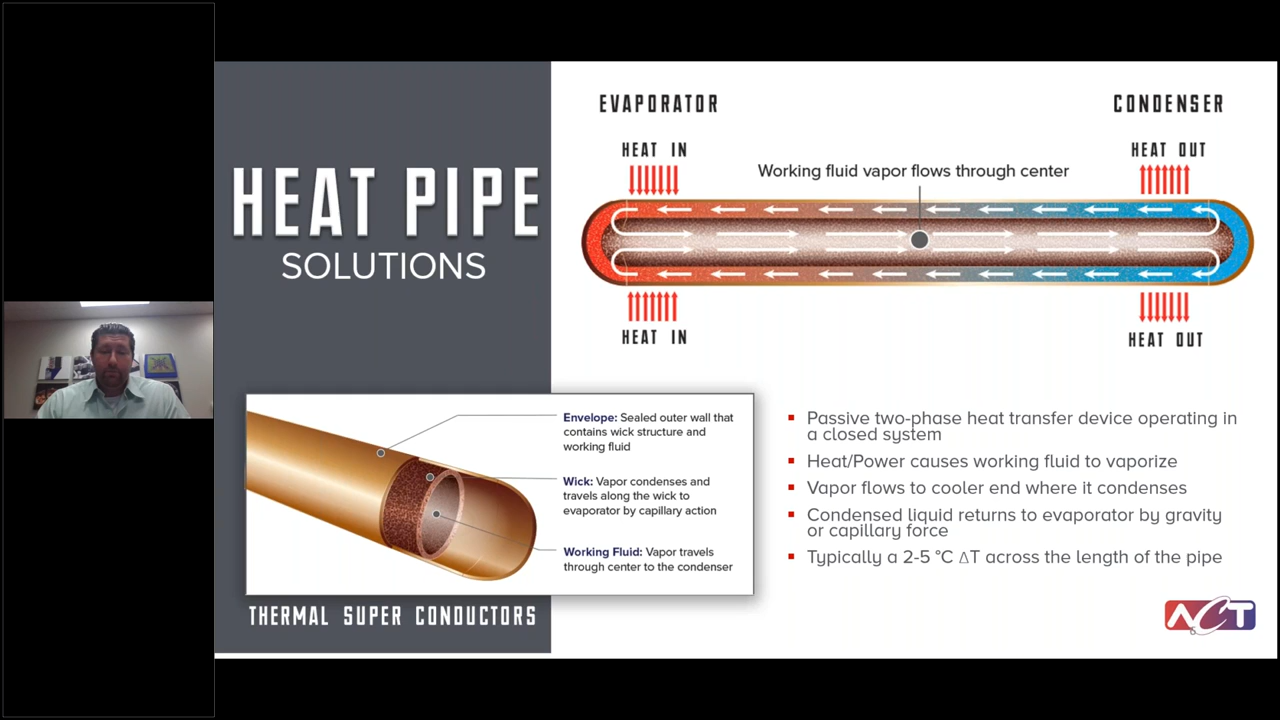 HEAT PIPE
SOLUTIONS
EVAPORATOR
CONDENSER
HEAT IN
HEAT OUT
Working fluid vapor flows through center
HEAT IN
HEAT OUT
Envelope: Sealed outer wall that
contains wick structure and
working fluid
Wick: Vapor condenses and
travels along the wick to
evaporator by capillary action
Working Fluid: Vapor travels
through center to the condenser
THERMAL SUPER CONDUCTORS
Passive two-phase heat transfer device operating in
a closed system
Heat/Power causes working fluid to vaporize
Vapor flows to cooler end where it condenses
Condensed liquid returns to evaporator by gravity
or capillary force
Typically a 2-5 °C ΔT across the length of the pipe
ACT